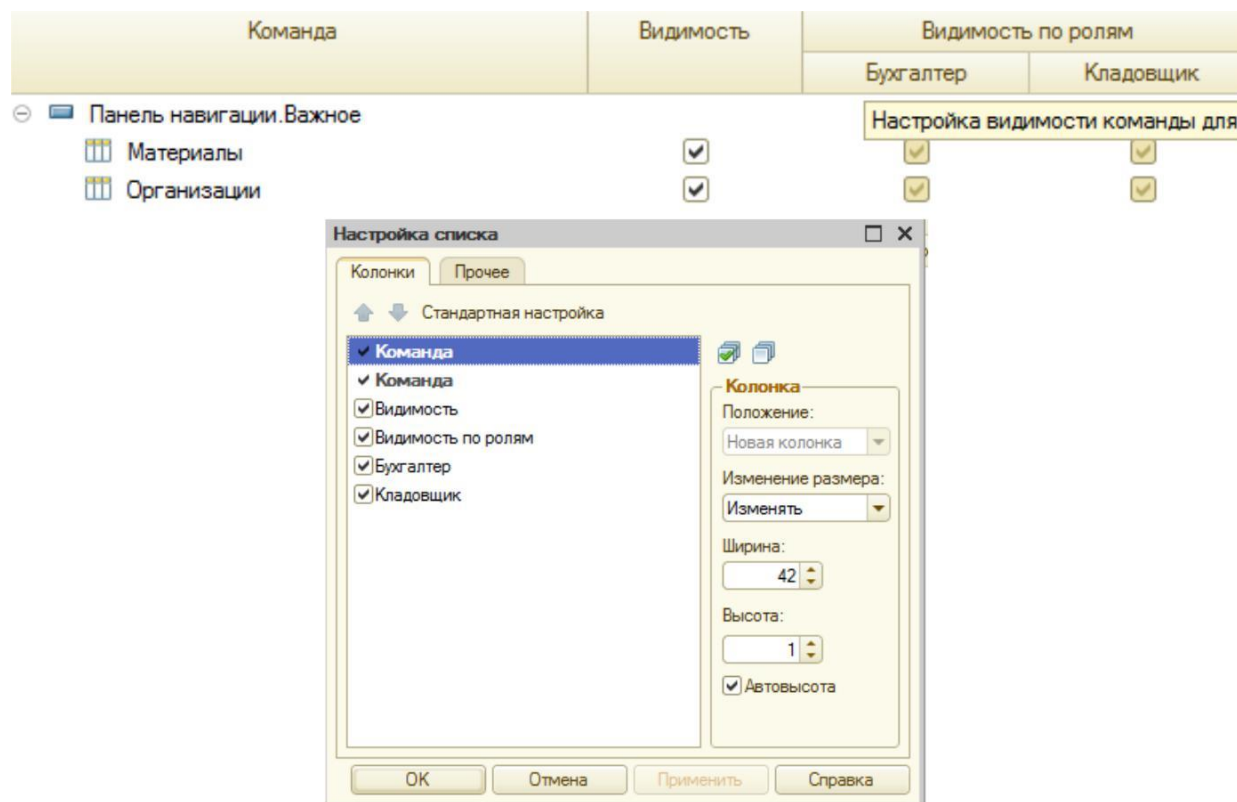 Команда Видимость Видимость по ролям
Бухгалтер Кладовщик
Панель навигации.Важное
Настройка видимости команды для
Материалы
Организации
Настройка списка
Колонки Прочее
Стандартная настройка
Команда
Команда
Видимость
Видимость по ролям
Бухгалтер
Кладовщик
Колонка
Положение:
Новая колонка
Изменение размера:
Изменять
Ширина:
42
Высота:
1
Автовысота
OK Отмена Применить Справка